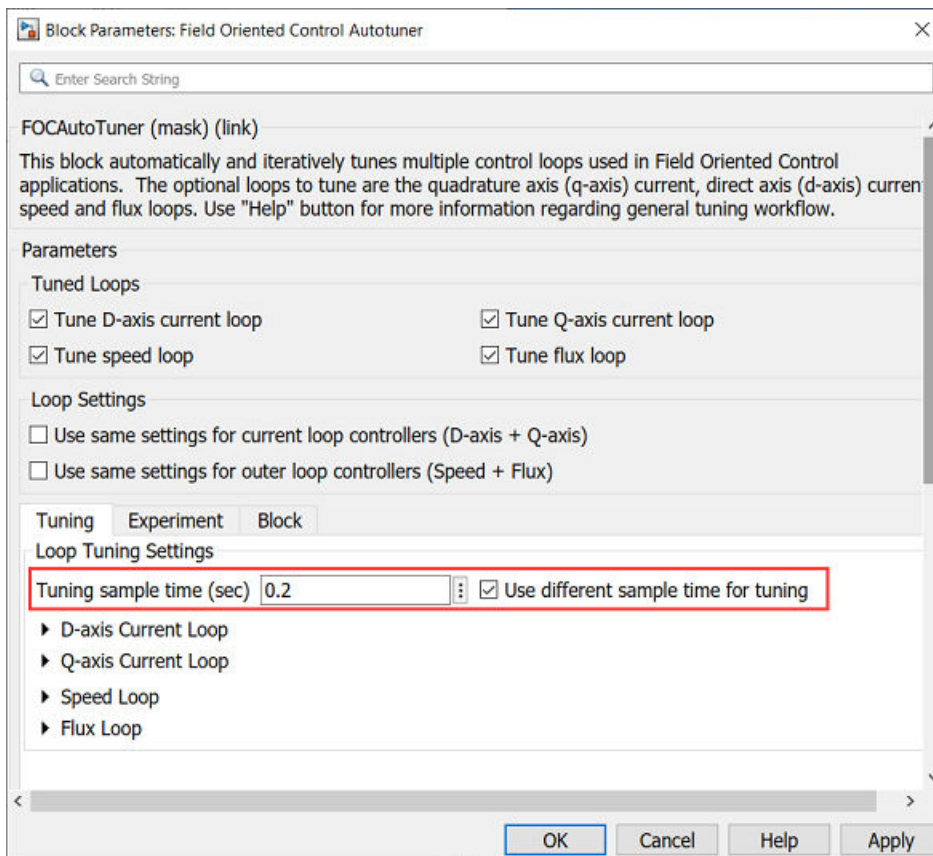 Block Parameters: Field Oriented Control Autotuner
Enter Search String
FOCAutoTuner (mask) (link)
This block automatically and iteratively tunes multiple control loops used in Field Oriented Control
applications. The optional loops to tune are the quadrature axis (q-axis) current, direct axis (d-axis) curren
speed and flux loops. Use "Help" button for more information regarding general tuning workflow.
Parameters
Tuned Loops
Tune D-axis current loop Tune Q-axis current loop
Tune speed loop Tune flux loop
Loop Settings
Use same settings for current loop controllers (D-axis + Q-axis)
Use same settings for outer loop controllers (Speed + Flux)
Tuning Experiment Block
Loop Tuning Settings
Tuning sample time (sec) 0.2 Use different sample time for tuning
D-axis Current Loop
Q-axis Current Loop
Speed Loop
Flux Loop
OK Cancel Help Apply